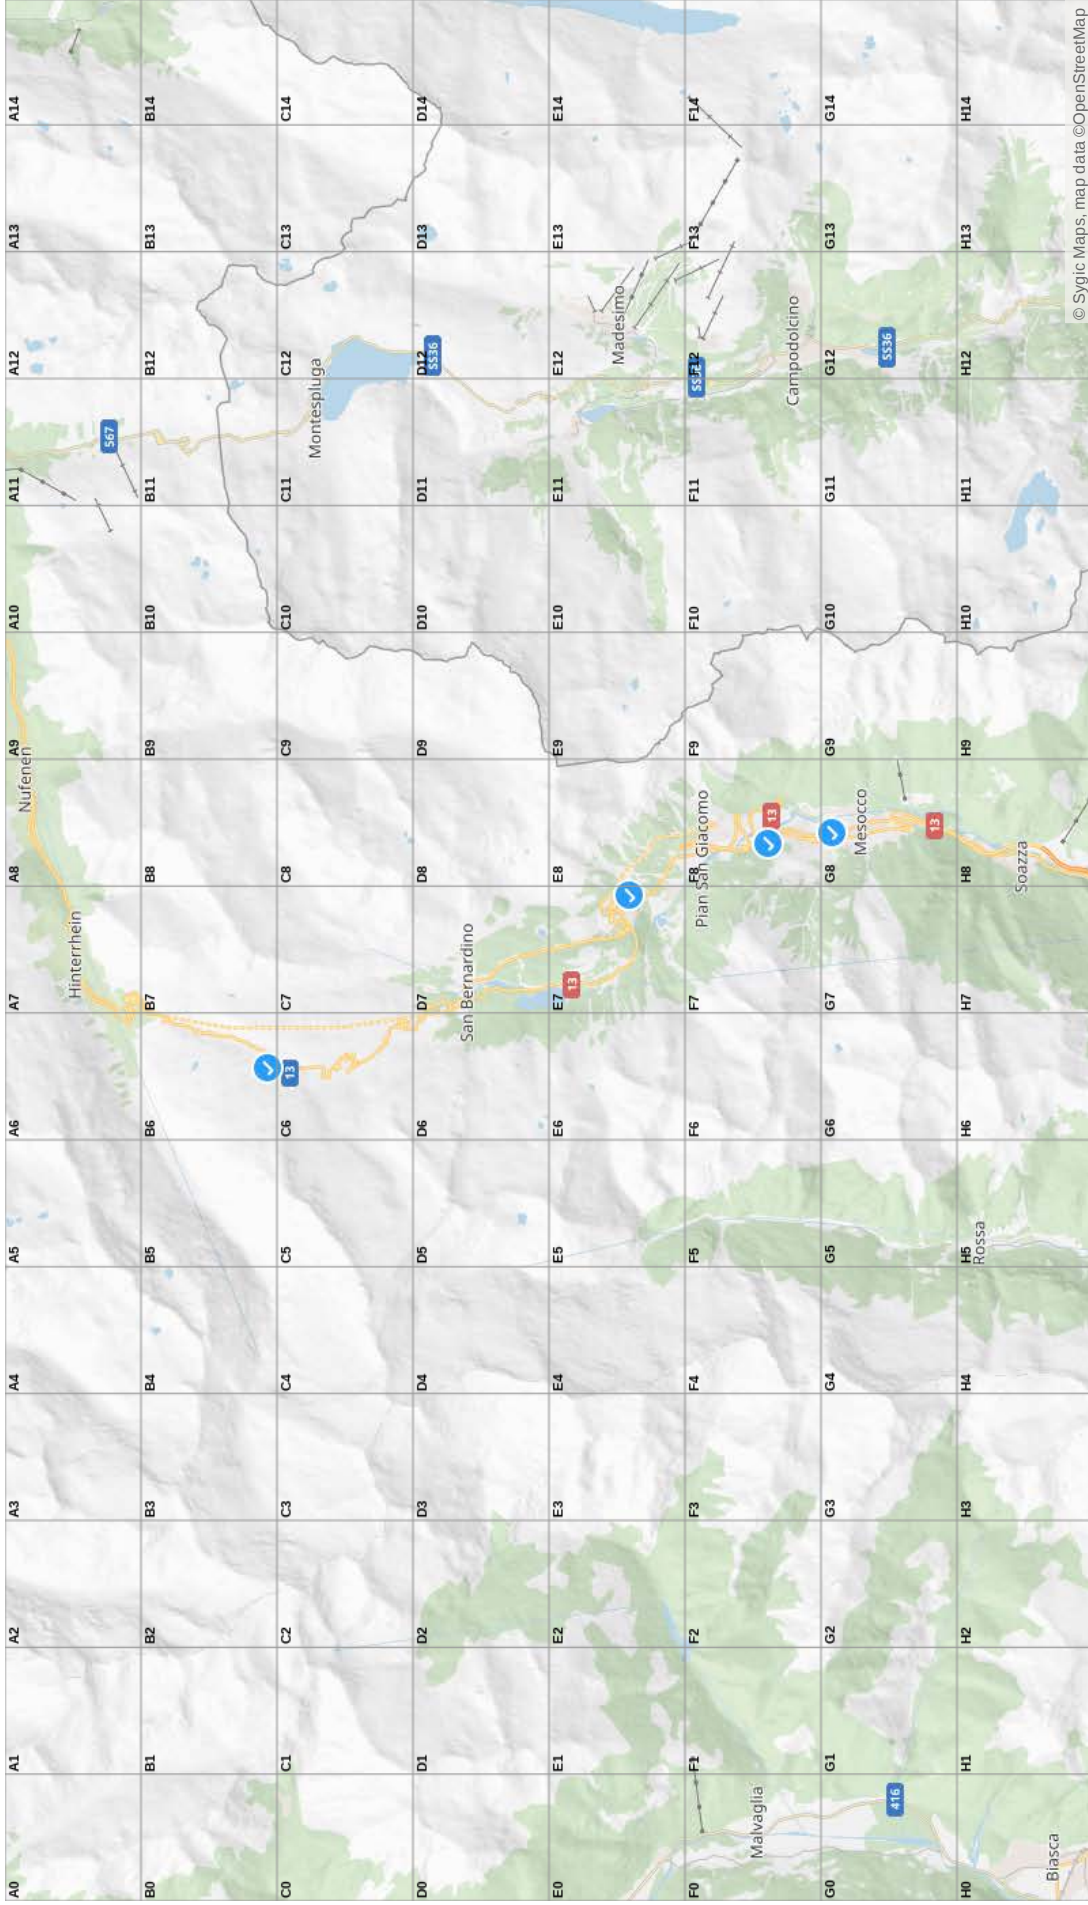 A0
A1
A2
A3
A4
A5
A6
A7
A8
A9
A10
A11
A12
A13
A14
Hinterrhein
Nufenen
567
B0
B1
B2
B3
B4
B5
B6
B7
B8
B9
B10
B11
B12
B13
B14
C0
C1
C2
C3
C4
C5
C6
C7
C8
C9
C10
C11
C12
C13
C14
13
Montespluga
D0
D1
D2
D3
D4
D5
D6
D7
D8
D9
D10
D11
D12
D13
D14
SS36
San Bernardino
E0
E1
E2
E3
E4
E5
E6
E7
E8
E9
E10
E11
E12
E13
E14
13
Madesimo
F0
F1
F2
F3
F4
F5
F6
F7
F8
F9
F10
F11
F12
F13
F14
Pian San Giacomo
Malvaglia
13
Campodolcino
G0
G1
G2
G3
G4
G5
G6
G7
G8
G9
G10
G11
G12
G13
G14
Mesocco
416
SS36
13
H0
H1
H2
H3
H4
H5
H6
H7
H8
H9
H10
H11
H12
H13
H14
Rossa
Soazza
Biasca
© Sygic Maps, map data ©OpenStreetMap